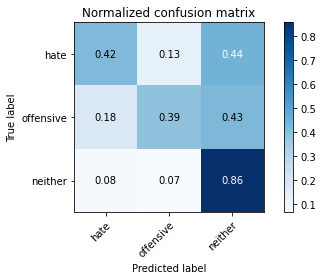 Normalized confusion matrix
True label
hate
0.42 0.13 0.44
offensive
0.18 0.39 0.43
neither
0.08 0.07 0.86
hate offensive neither
Predicted label
0.8
0.7
0.6
0.5
0.4
0.3
0.2
0.1